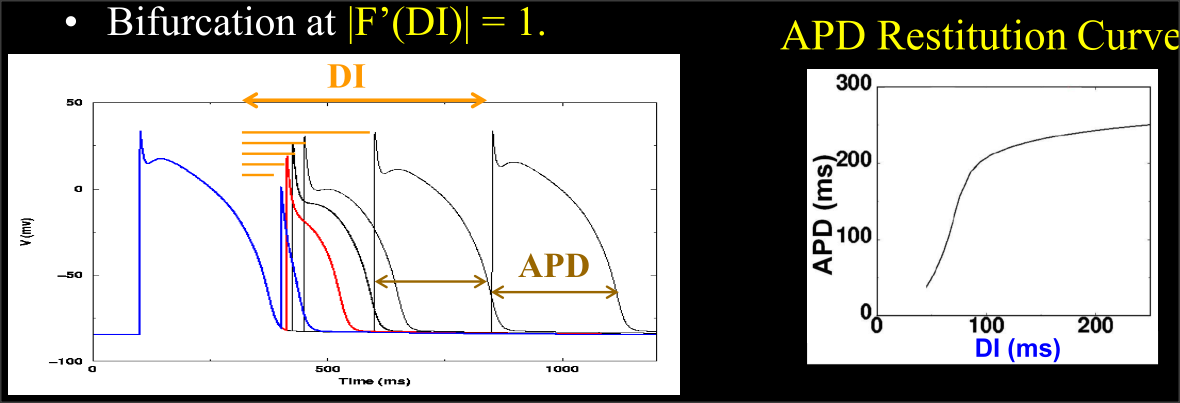 • Bifurcation at |F’(DI)| = 1.
APD Restitution Curve
DI
50
0
−50
−100
V(mv)
0
500
1000
Time (ms)
APD
300
200
100
0
APD (ms)
0
100
200
DI (ms)